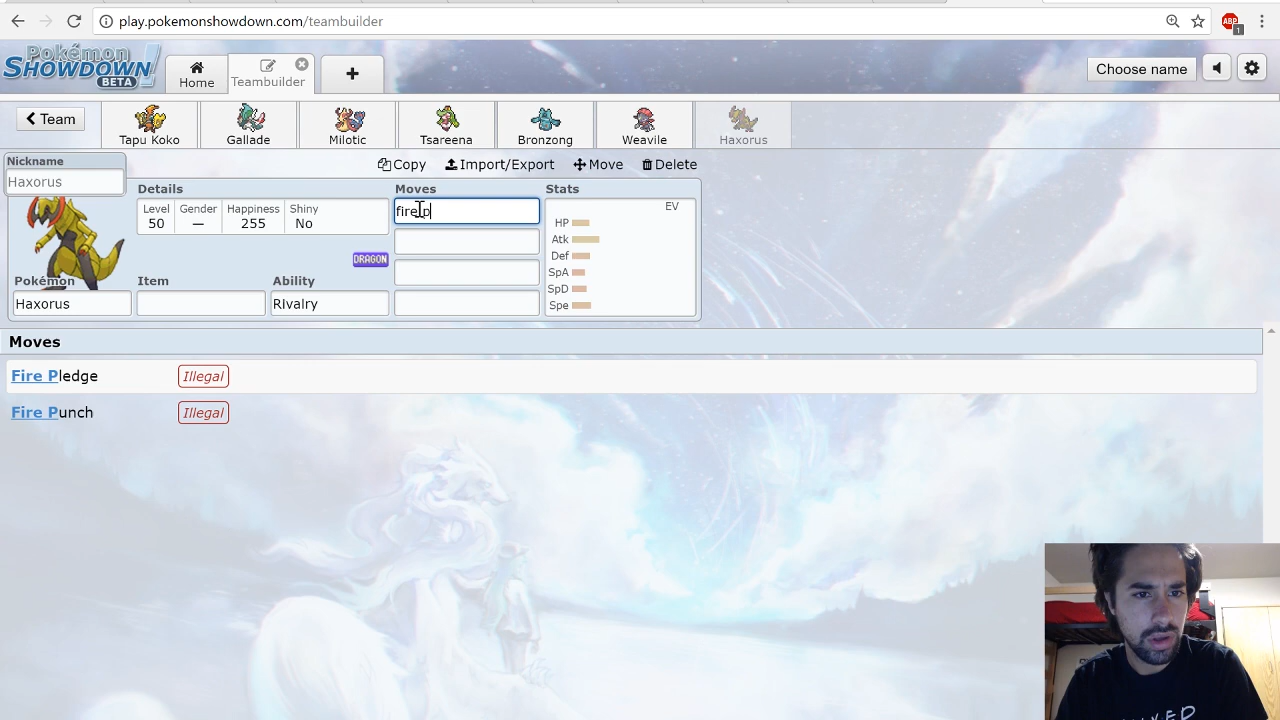 play.pokemonshowdown.com/teambuilder
ABP
1
Pokémon
SHOWDOWN!
BETA
Home
Teambuilder
+
Choose name
Team
Tapu Koko
Gallade
Milotic
Tsareena
Bronzong
Weavile
Haxorus
Copy
Import/Export
Move
Delete
Nickname
Haxorus
Details
Level Gender Happiness Shiny
50 — 255 No
DRAGON
Pokémon
Haxorus
Item
Ability
RIvalry
Moves
fire p
Stats
EV
HP
Atk
Def
SpA
SpD
Spe
Moves
Fire Pledge Illegal
Fire Punch Illegal